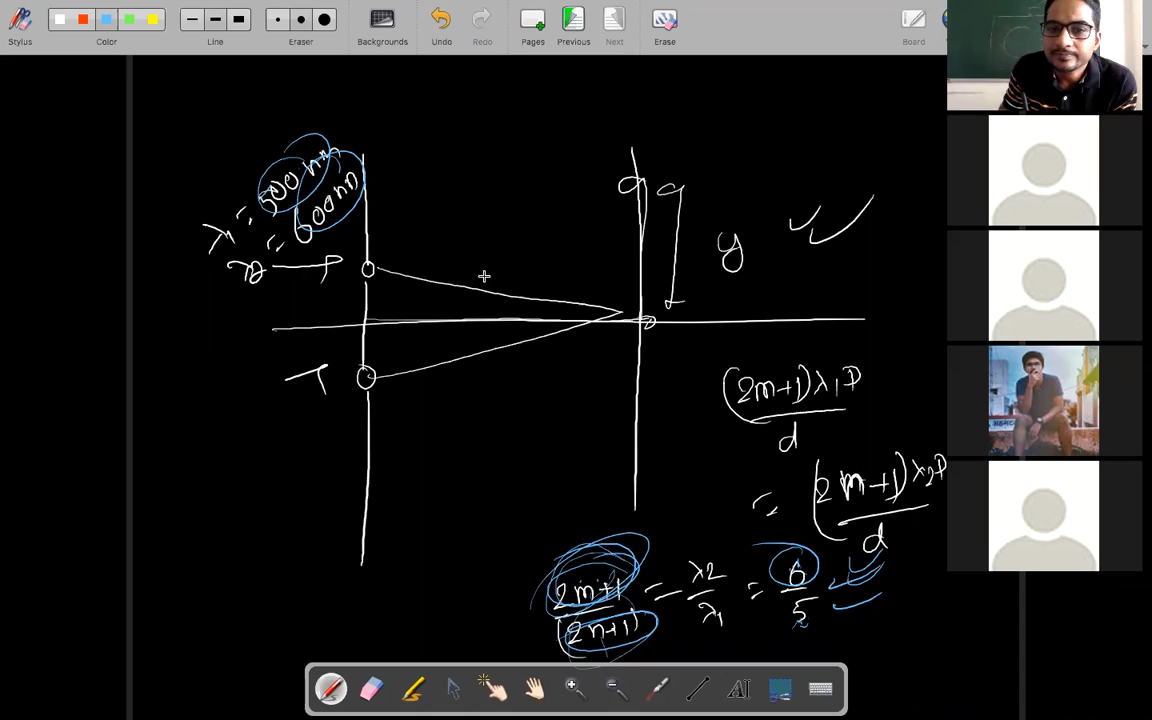 Stylus
Color
Line
Eraser
Backgrounds
Undo
Redo
Pages
Previous
Next
Erase
Board
λ1 = 500 nm
λ2 = 600 nm
y
(2m+1)λ1D
d
= (2m+1)λ2D
d
2m+1 = λ2 = 6
(2n+1) λ1 5